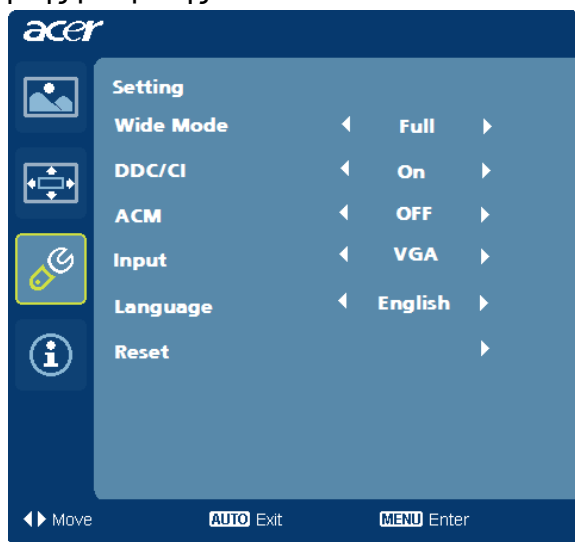 acer
Setting
Wide Mode Full
DDC/CI On
ACM OFF
Input VGA
Language English
Reset
Move AUTO Exit MENU Enter